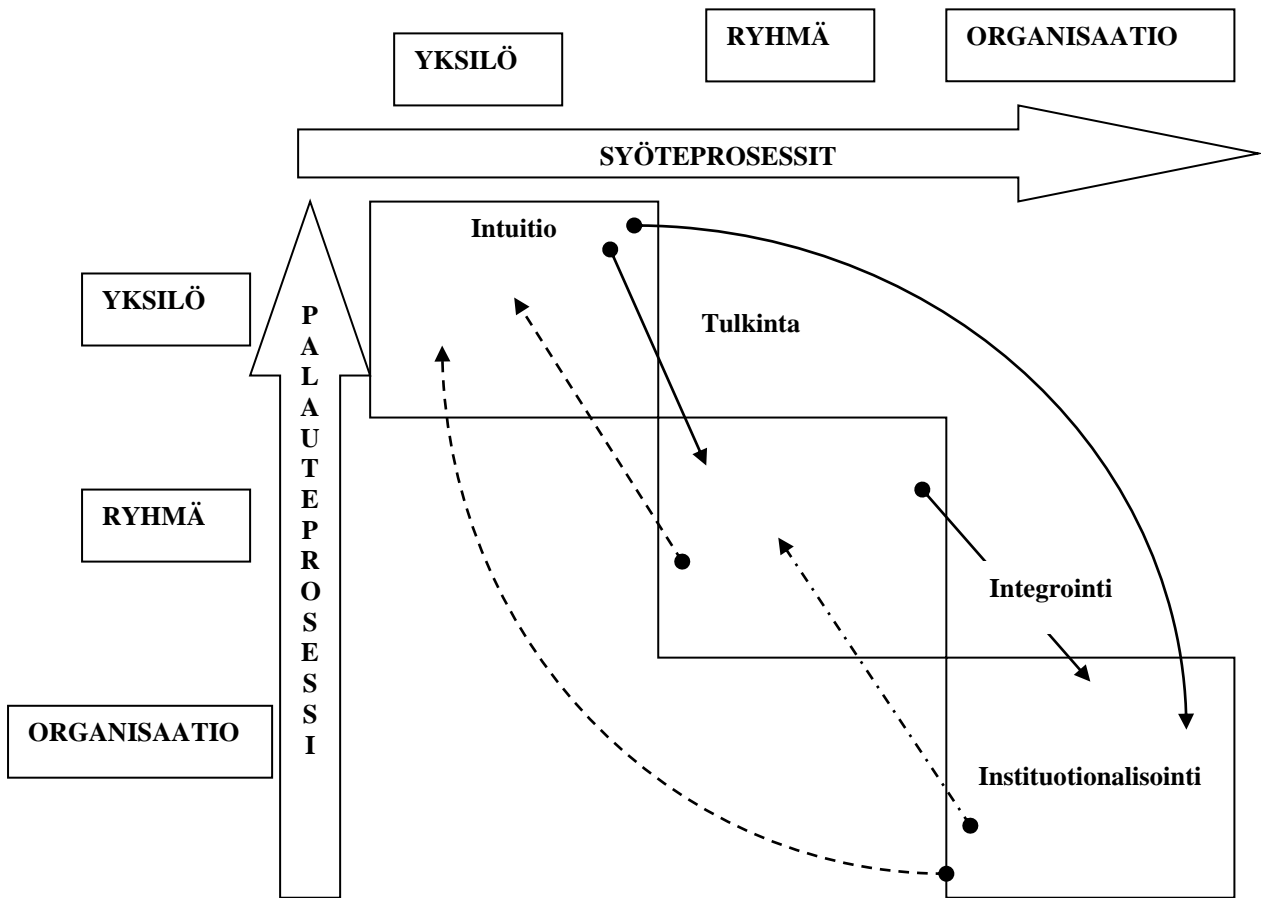 YKSILÖ
RYHMÄ
ORGANISAATIO
SYÖTEPROSESSIT
Intuitio
YKSILÖ
PALAUTEPROSESSI
Tulkinta
RYHMÄ
Integrointi
ORGANISAATIO
Instituotionalisointi